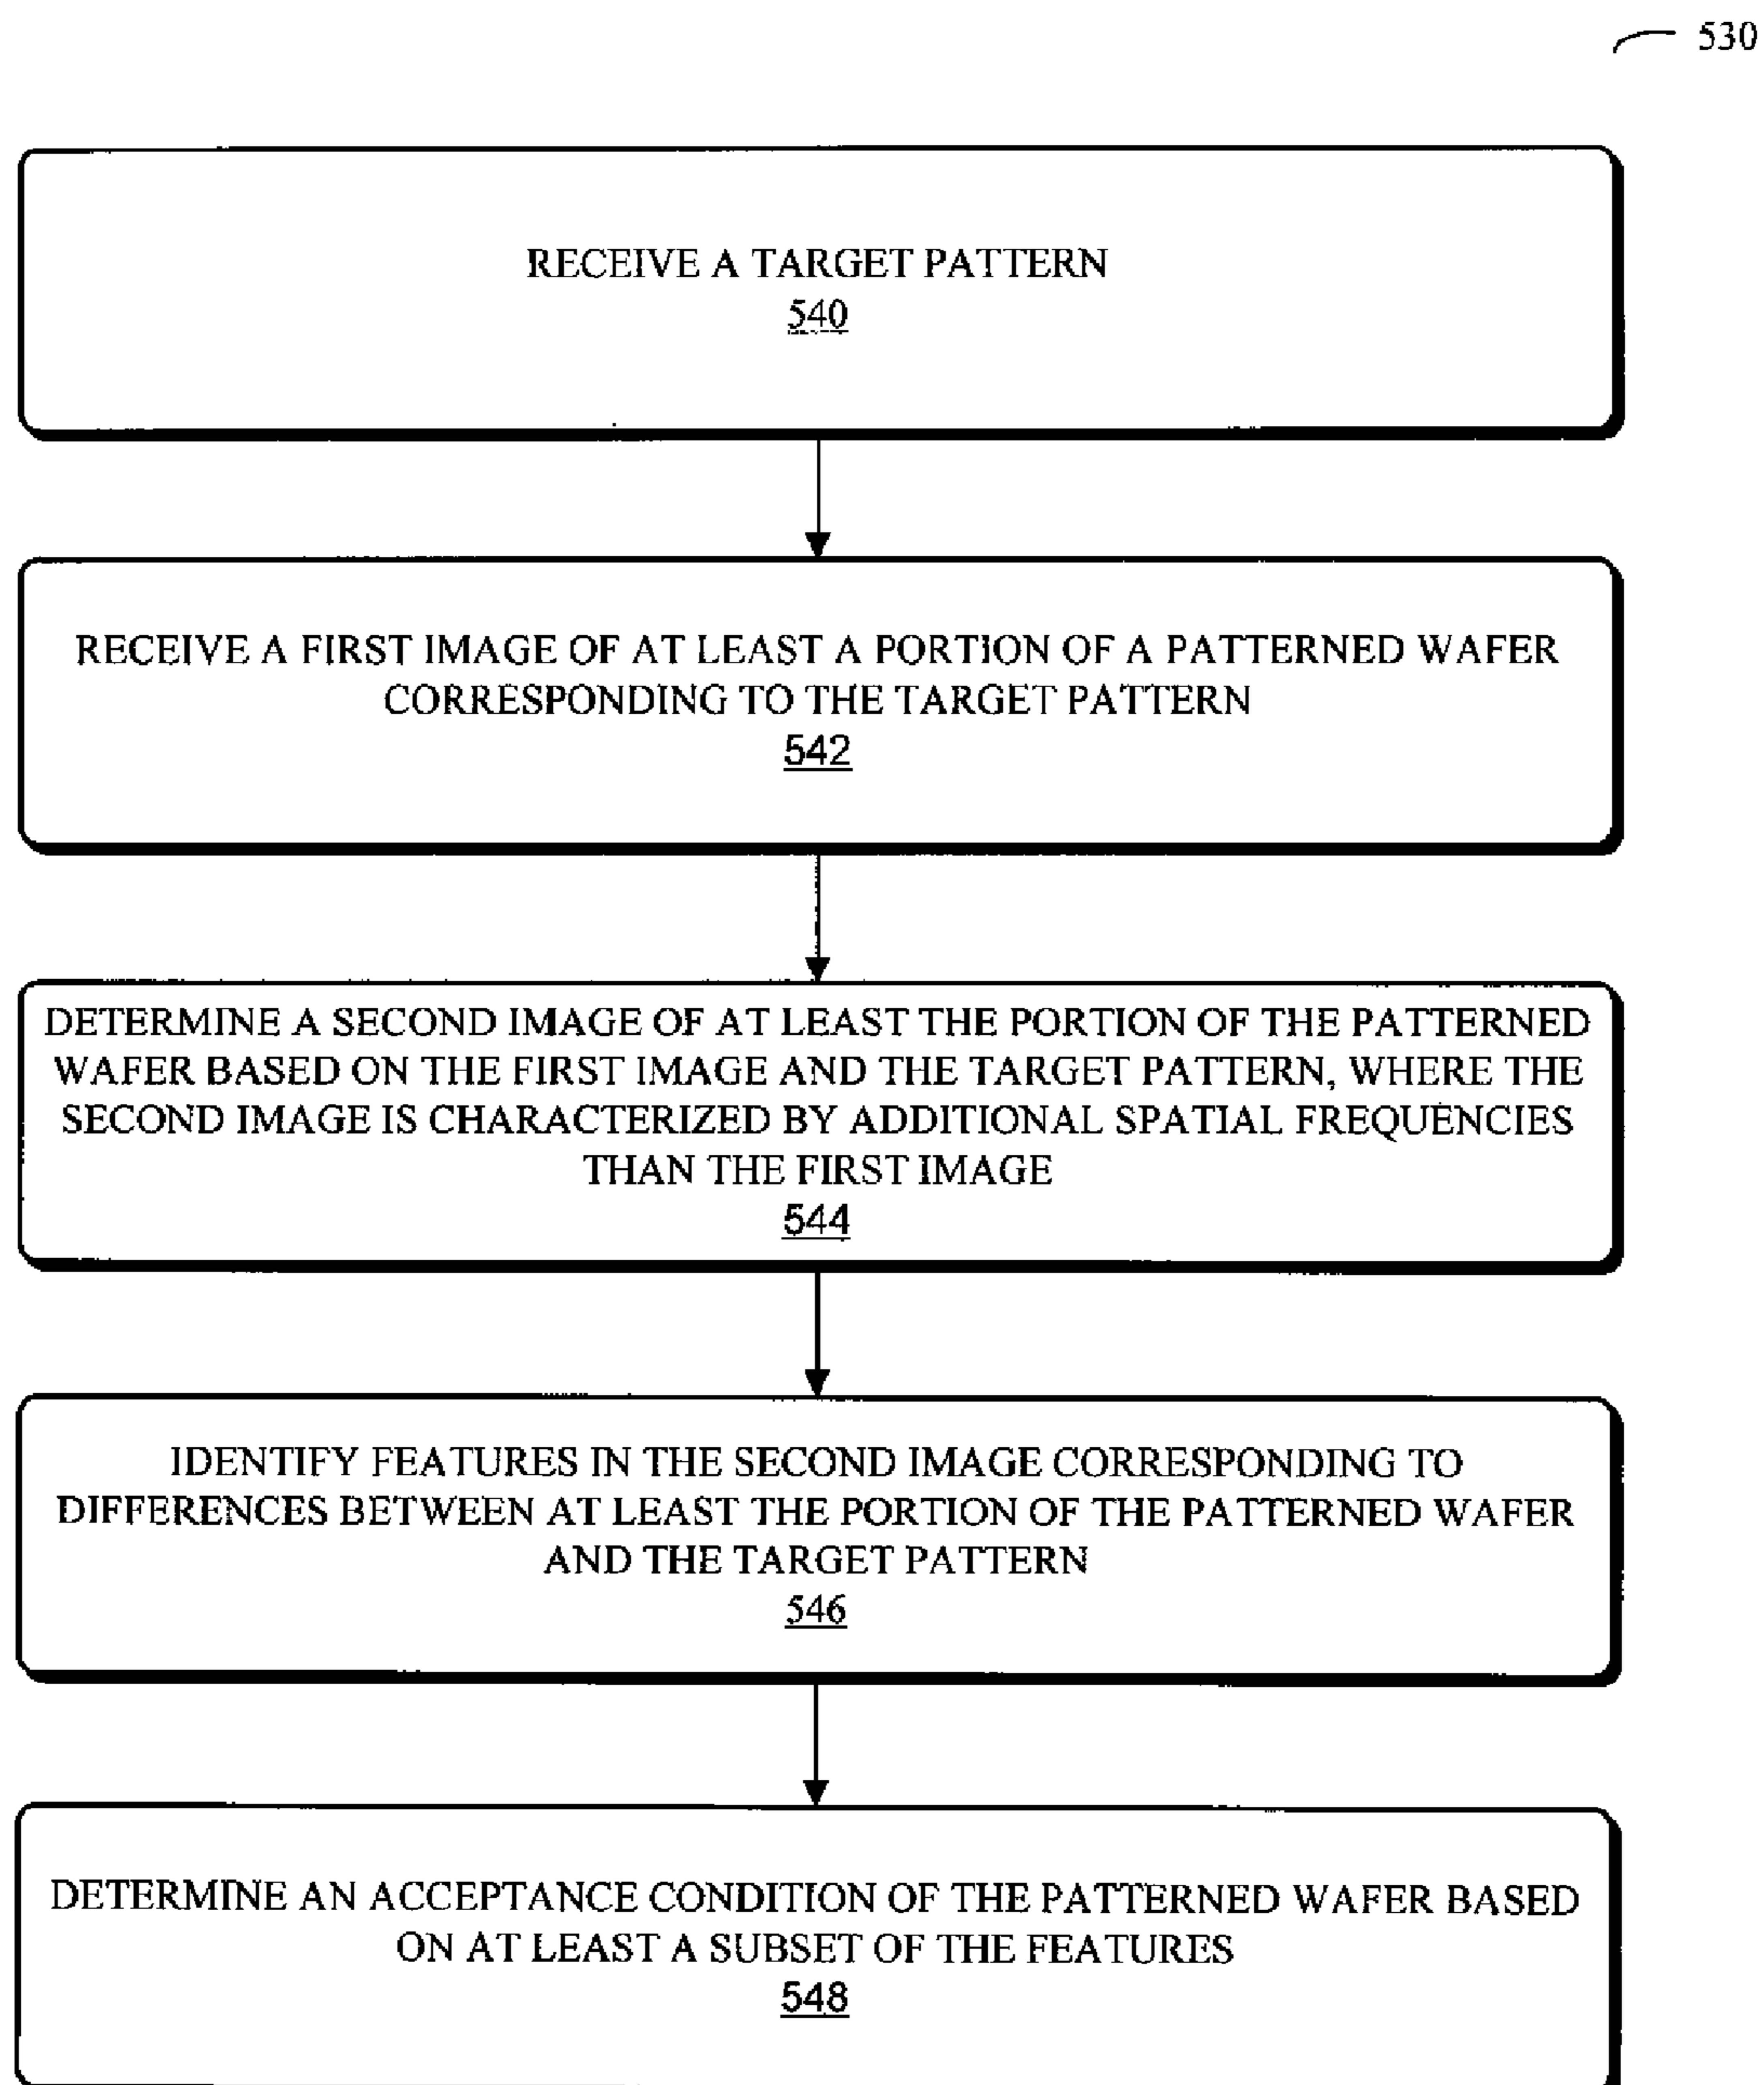 530
RECEIVE A TARGET PATTERN
540
RECEIVE A FIRST IMAGE OF AT LEAST A PORTION OF A PATTERNED WAFER
CORRESPONDING TO THE TARGET PATTERN
542
DETERMINE A SECOND IMAGE OF AT LEAST THE PORTION OF THE PATTERNED
WAFER BASED ON THE FIRST IMAGE AND THE TARGET PATTERN, WHERE THE
SECOND IMAGE IS CHARACTERIZED BY ADDITIONAL SPATIAL FREQUENCIES
THAN THE FIRST IMAGE
544
IDENTIFY FEATURES IN THE SECOND IMAGE CORRESPONDING TO
DIFFERENCES BETWEEN AT LEAST THE PORTION OF THE PATTERNED WAFER
AND THE TARGET PATTERN
546
DETERMINE AN ACCEPTANCE CONDITION OF THE PATTERNED WAFER BASED
ON AT LEAST A SUBSET OF THE FEATURES
548